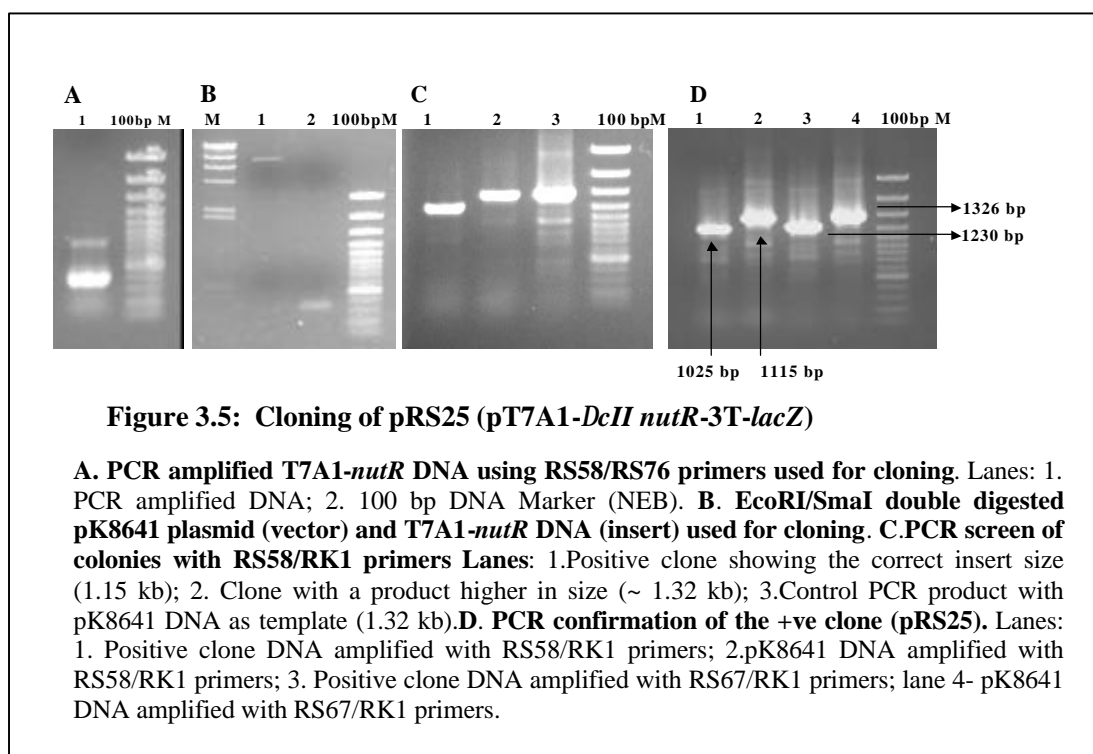 A B C D
1 100bp M
M 1 2 100bpM
1 2 3 100 bpM
1 2 3 4 100bp M
1326 bp
1230 bp
1025 bp 1115 bp
Figure 3.5: Cloning of pRS25 (pT7A1-DcII nutR-3T-lacZ)
A. PCR amplified T7A1-nutR DNA using RS58/RS76 primers used for cloning. Lanes: 1.
PCR amplified DNA; 2. 100 bp DNA Marker (NEB). B. EcoRI/SmaI double digested
pK8641 plasmid (vector) and T7A1-nutR DNA (insert) used for cloning. C.PCR screen of
colonies with RS58/RK1 primers Lanes: 1.Positive clone showing the correct insert size
(1.15 kb); 2. Clone with a product higher in size (~ 1.32 kb); 3.Control PCR product with
pK8641 DNA as template (1.32 kb).D. PCR confirmation of the +ve clone (pRS25). Lanes:
1. Positive clone DNA amplified with RS58/RK1 primers; 2.pK8641 DNA amplified with
RS58/RK1 primers; 3. Positive clone DNA amplified with RS67/RK1 primers; lane 4- pK8641
DNA amplified with RS67/RK1 primers.